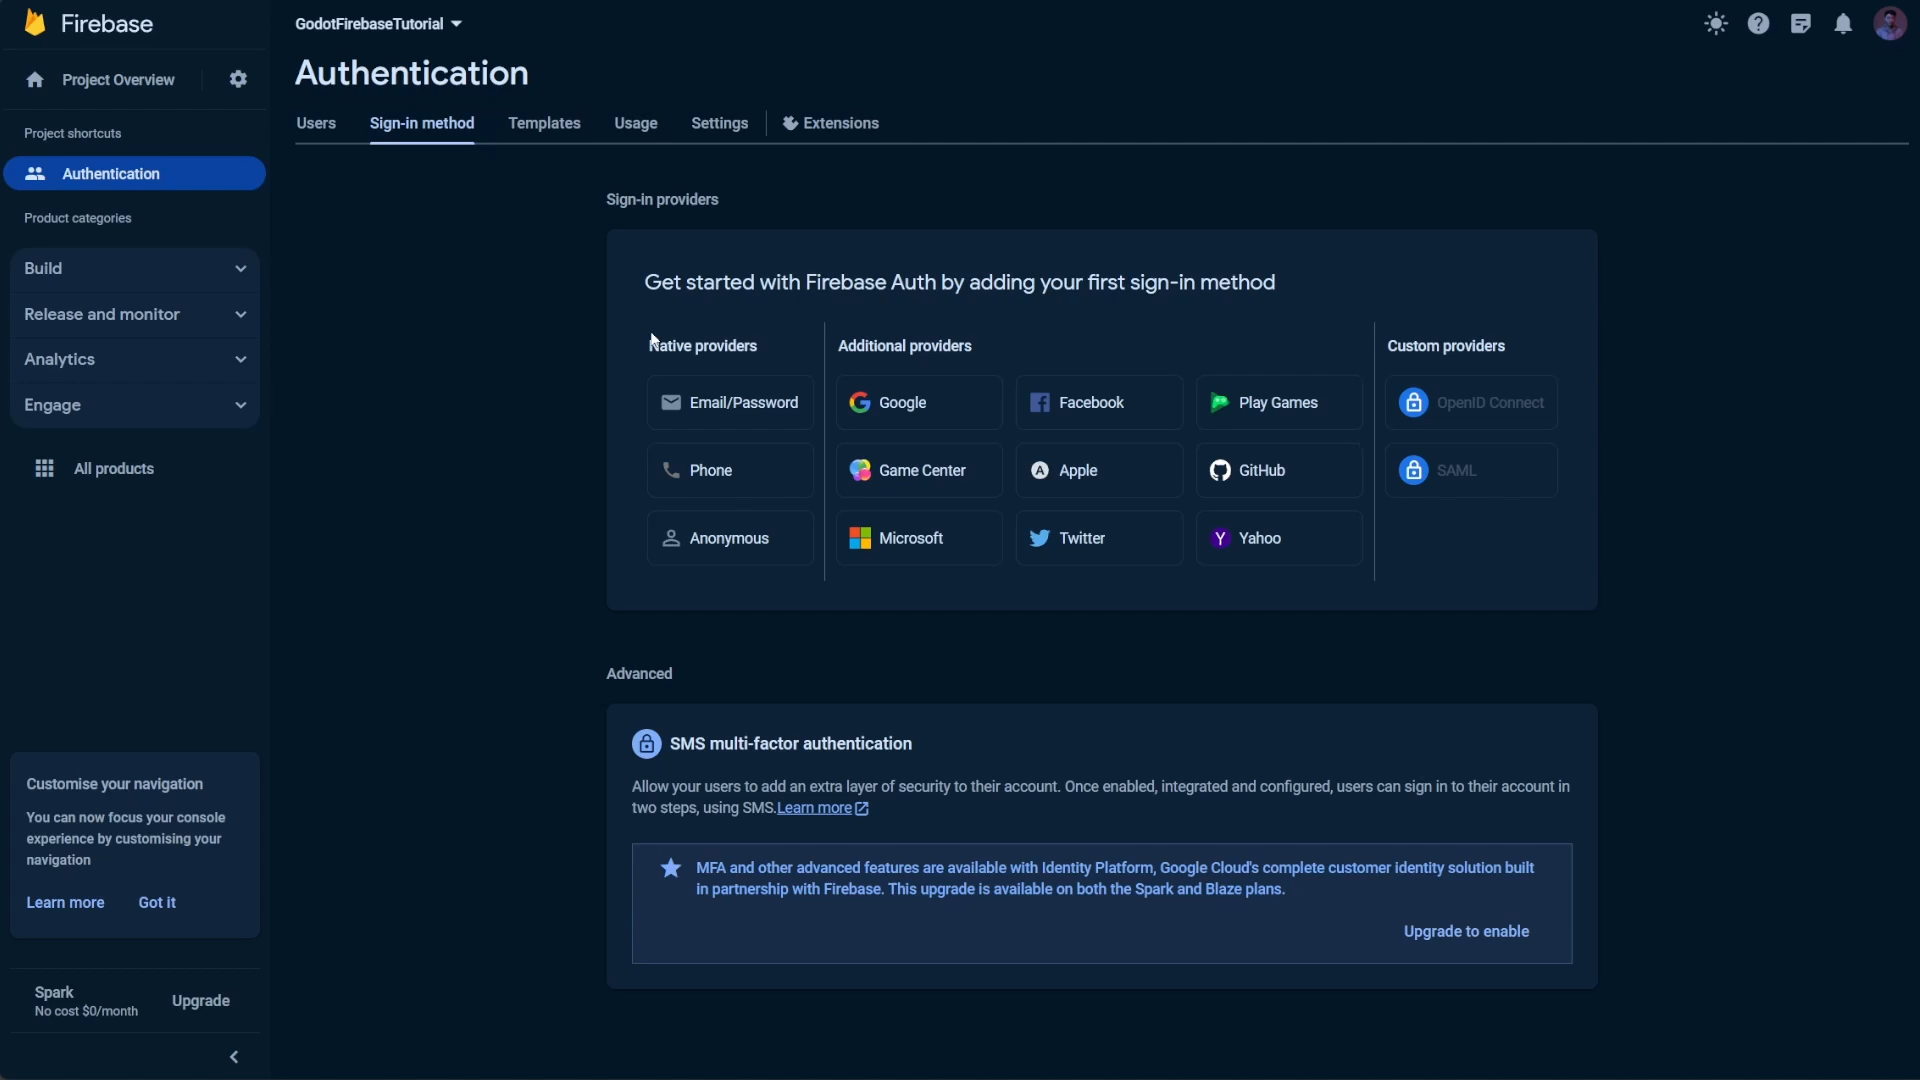 Firebase
Project Overview
Project shortcuts
Authentication
Product categories
Build
Release and monitor
Analytics
Engage
All products
Customise your navigation
You can now focus your console
experience by customising your
navigation
Learn more Got it
Spark
No cost $0/month
Upgrade
GodotFirebaseTutorial
Authentication
Users Sign-in method Templates Usage Settings Extensions
Sign-in providers
Get started with Firebase Auth by adding your first sign-in method
Native providers Additional providers Custom providers
Email/Password Google Facebook Play Games OpenID Connect
Phone Game Center Apple GitHub SAML
Anonymous Microsoft Twitter Yahoo
Advanced
SMS multi-factor authentication
Allow your users to add an extra layer of security to their account. Once enabled, integrated and configured, users can sign in to their account in
two steps, using SMS.Learn more
MFA and other advanced features are available with Identity Platform, Google Cloud's complete customer identity solution built
in partnership with Firebase. This upgrade is available on both the Spark and Blaze plans.
Upgrade to enable